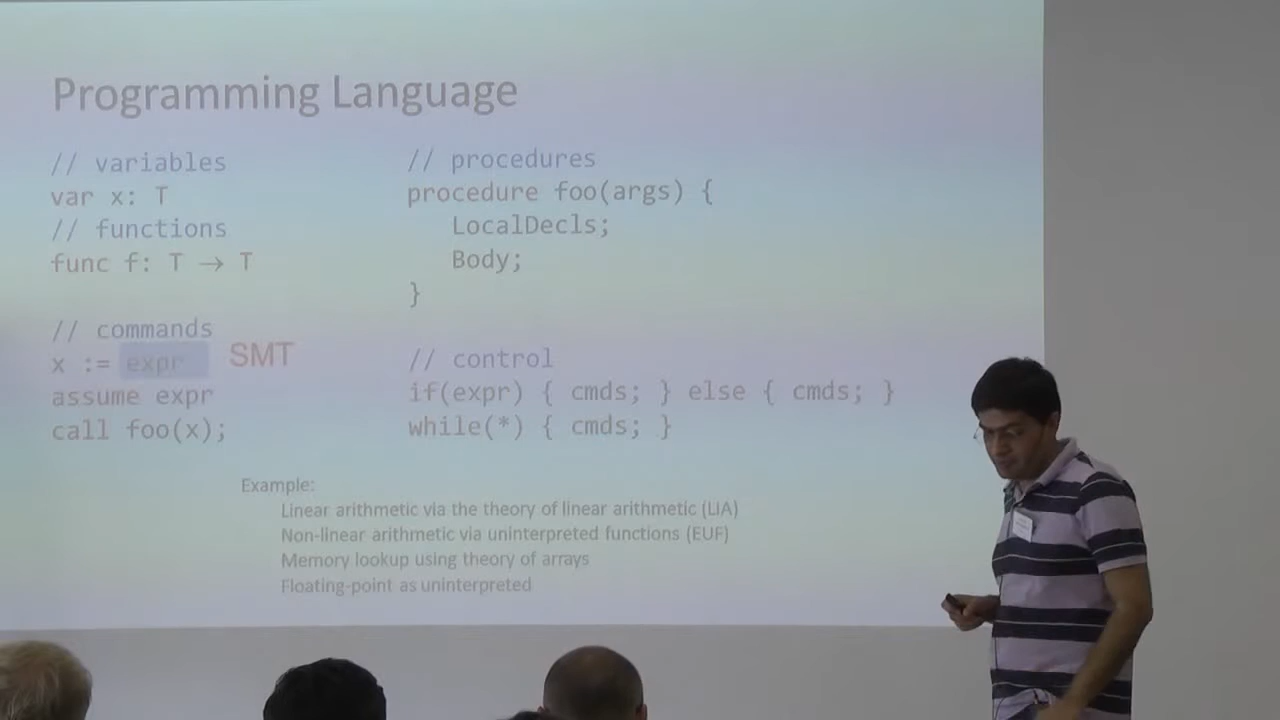 Programming Language
// variables
var x: T
// functions
func f: T → T
// commands
x := expr SMT
assume expr
call foo(x);
// procedures
procedure foo(args) {
LocalDecls;
Body;
}
// control
if(expr) { cmds; } else { cmds; }
while(*) { cmds; }
Example:
Linear arithmetic via the theory of linear arithmetic (LIA)
Non-linear arithmetic via uninterpreted functions (EUF)
Memory lookup using theory of arrays
Floating-point as uninterpreted